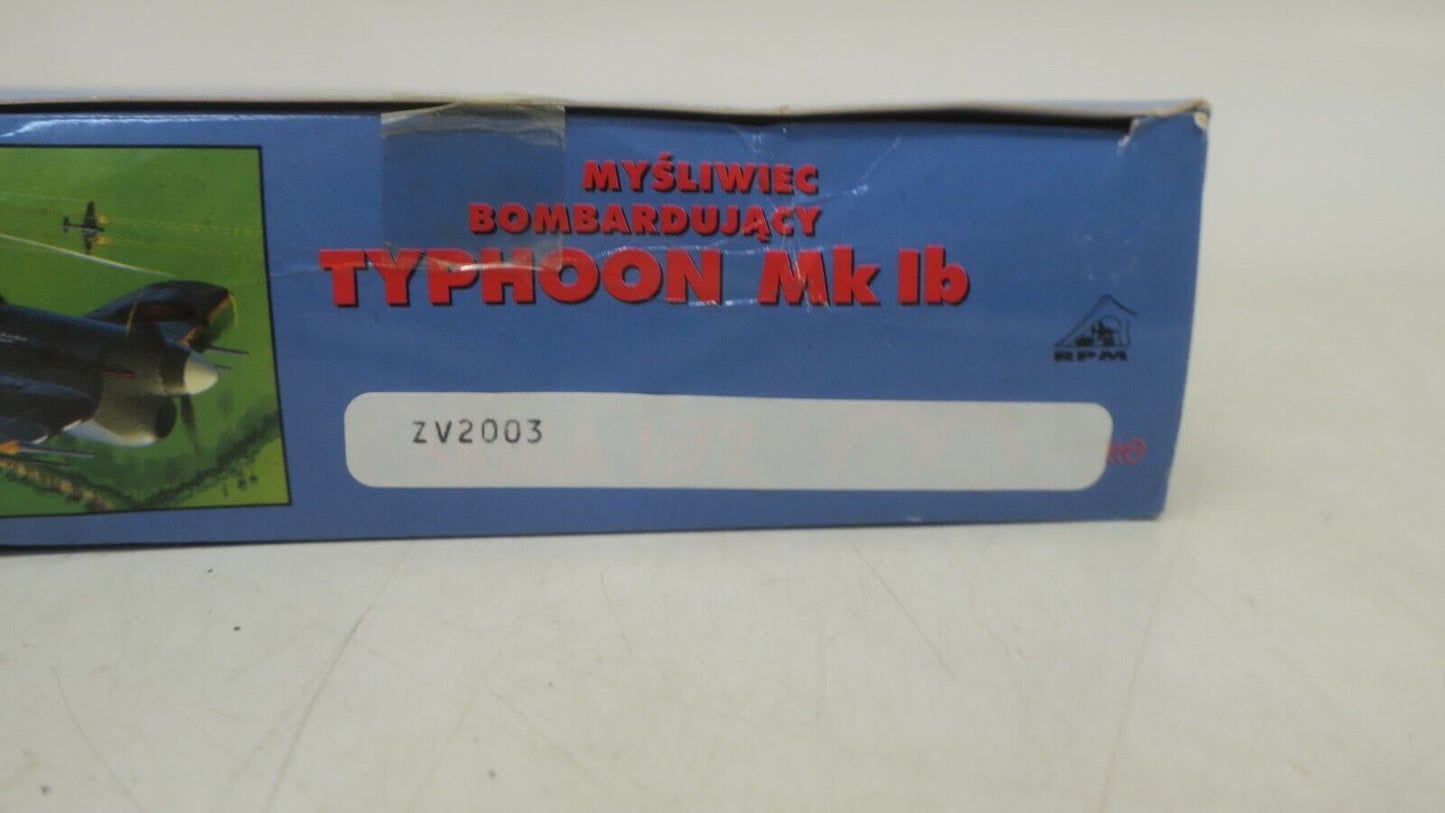 MYŚLIWIEC
BOMBARDUJĄCY
TYPHOON Mk Ib
RPM
ZV2003